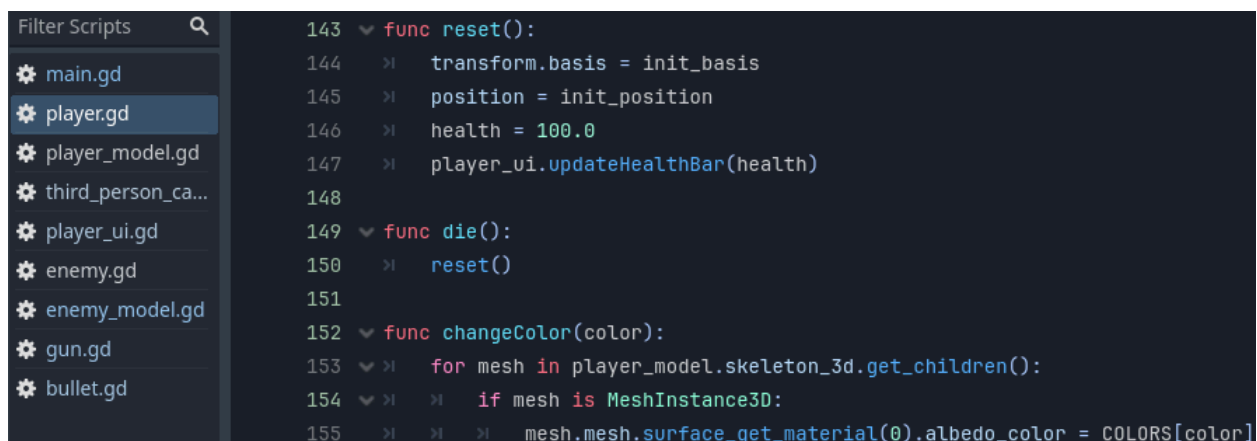 Filter Scripts
main.gd
player.gd
player_model.gd
third_person_ca...
player_ui.gd
enemy.gd
enemy_model.gd
gun.gd
bullet.gd
143 func reset():
144 transform.basis = init_basis
145 position = init_position
146 health = 100.0
147 player_ui.updateHealthBar(health)
148
149 func die():
150 reset()
151
152 func changeColor(color):
153 for mesh in player_model.skeleton_3d.get_children():
154 if mesh is MeshInstance3D:
155 mesh.mesh.surface_get_material(0).albedo_color = COLORS[color]